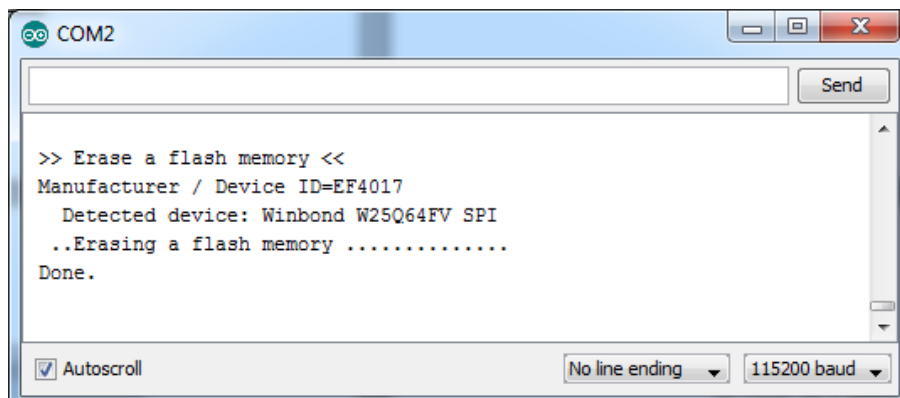 COM2
Send
>> Erase a flash memory <<
Manufacturer / Device ID=EF4017
Detected device: Winbond W25Q64FV SPI
..Erasing a flash memory ..............
Done.
Autoscroll
No line ending
115200 baud